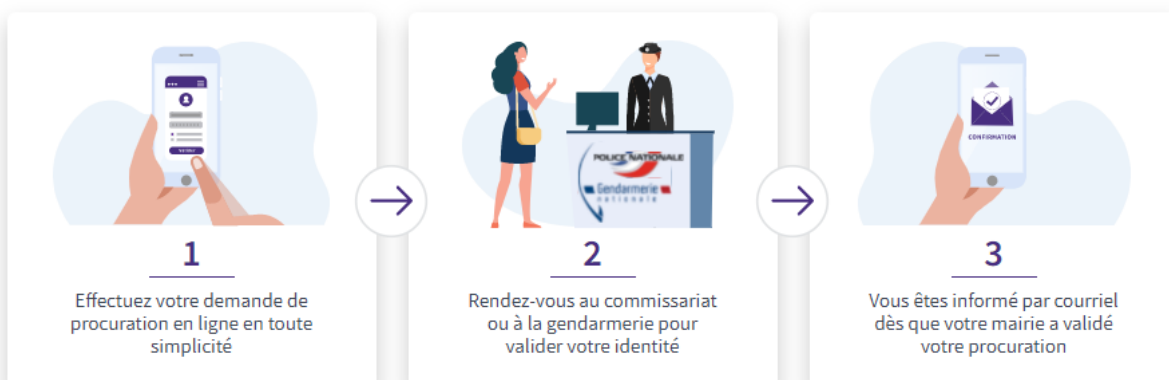 CONFIRMATION
POLICE NATIONALE
Gendarmerie
nationale
1
Effectuez votre demande de
procuration en ligne en toute
simplicité
2
Rendez-vous au commissariat
ou à la gendarmerie pour
valider votre identité
3
Vous êtes informé par courriel
dès que votre mairie a validé
votre procuration